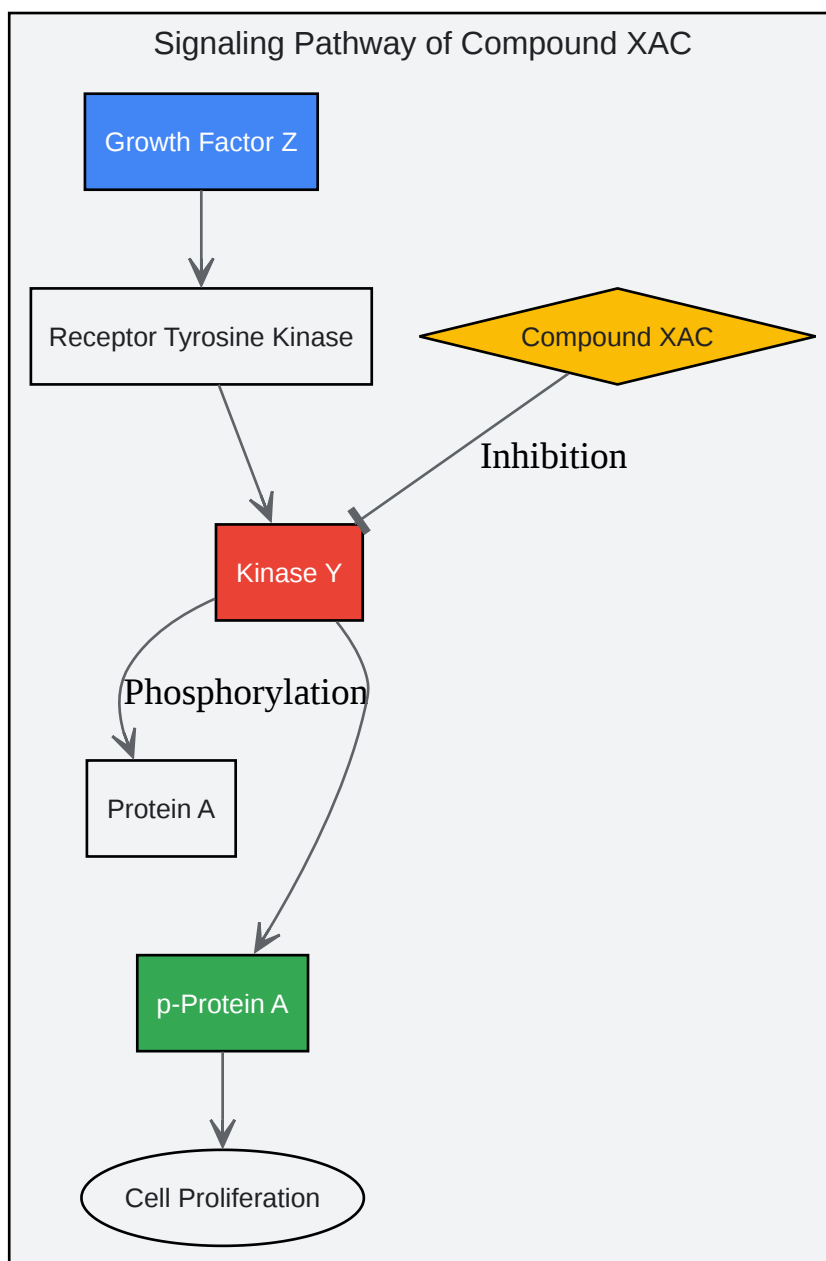 Signaling Pathway of Compound XAC
Growth Factor Z
Receptor Tyrosine Kinase
Compound XAC
Inhibition
Kinase Y
Phosphorylation
Protein A
p-Protein A
Cell Proliferation